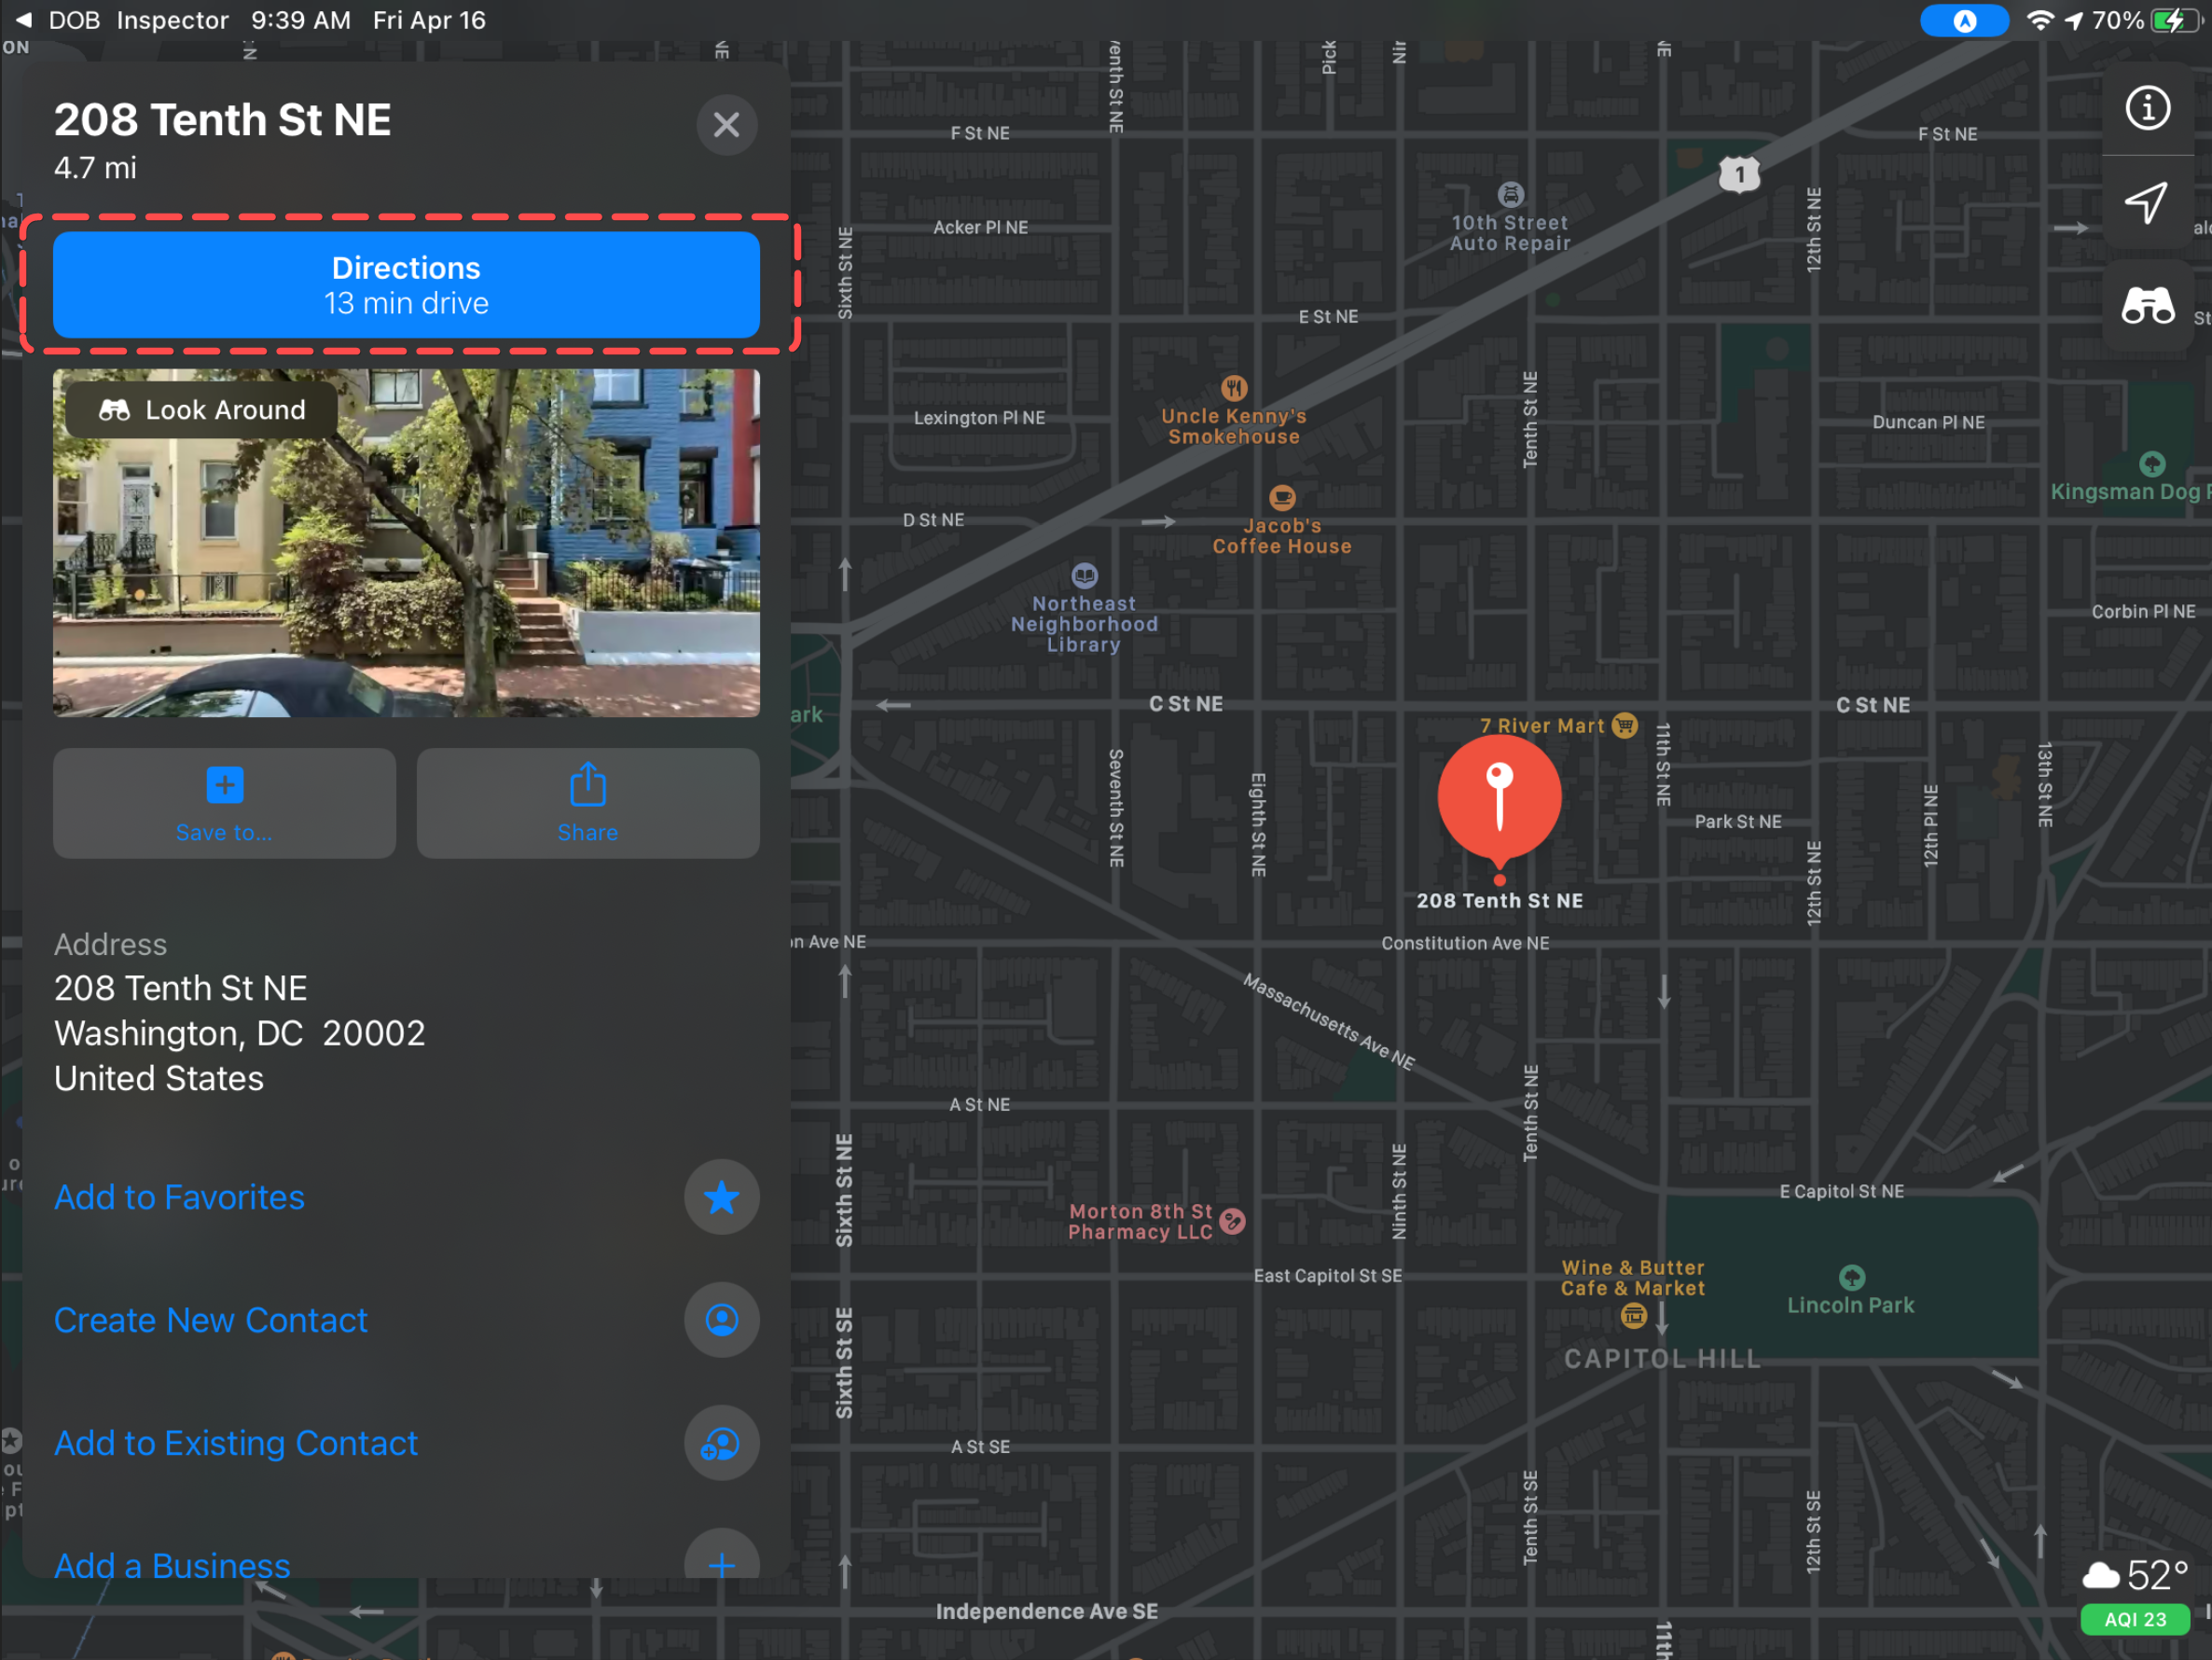 DOB Inspector 9:39 AM Fri Apr 16
70%
208 Tenth St NE
4.7 mi
Directions
13 min drive
Look Around
Save to...
Share
Address
208 Tenth St NE
Washington, DC 20002
United States
Add to Favorites
Create New Contact
Add to Existing Contact
Add a Business
ON
NE
Pick
F St NE
F St NE
1
10th Street
Auto Repair
12th St NE
Acker Pl NE
Sixth St NE
E St NE
Uncle Kenny's
Smokehouse
Tenth St NE
Lexington Pl NE
Duncan Pl NE
Kingsman Dog
D St NE
Jacob's
Coffee House
Northeast
Neighborhood
Library
Corbin Pl NE
C St NE
C St NE
ark
7 River Mart
11th St NE
13th St NE
Seventh St NE
Eighth St NE
Park St NE
12th Pl NE
12th St NE
208 Tenth St NE
on Ave NE
Constitution Ave NE
Massachusetts Ave NE
A St NE
Tenth St NE
Sixth St NE
Ninth St NE
E Capitol St NE
Morton 8th St
Pharmacy LLC
East Capitol St SE
Wine & Butter
Cafe & Market
Lincoln Park
CAPITOL HILL
Sixth St SE
A St SE
Tenth St SE
12th St SE
52°
AQI 23
Independence Ave SE
11th